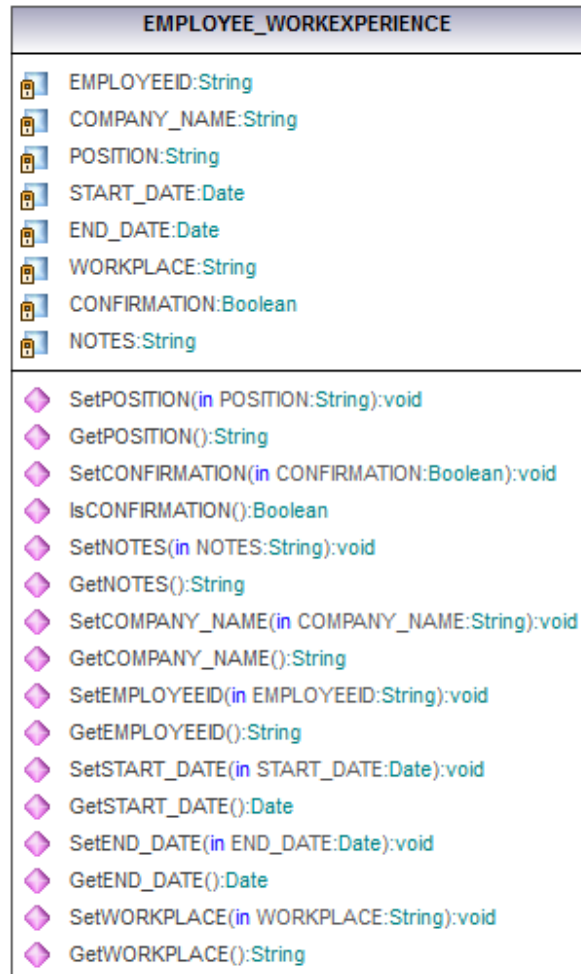 EMPLOYEE_WORKEXPERIENCE
EMPLOYEEID:String
COMPANY_NAME:String
POSITION:String
START_DATE:Date
END_DATE:Date
WORKPLACE:String
CONFIRMATION:Boolean
NOTES:String
SetPOSITION(in POSITION:String):void
GetPOSITION():String
SetCONFIRMATION(in CONFIRMATION:Boolean):void
IsCONFIRMATION():Boolean
SetNOTES(in NOTES:String):void
GetNOTES():String
SetCOMPANY_NAME(in COMPANY_NAME:String):void
GetCOMPANY_NAME():String
SetEMPLOYEEID(in EMPLOYEEID:String):void
GetEMPLOYEEID():String
SetSTART_DATE(in START_DATE:Date):void
GetSTART_DATE():Date
SetEND_DATE(in END_DATE:Date):void
GetEND_DATE():Date
SetWORKPLACE(in WORKPLACE:String):void
GetWORKPLACE():String